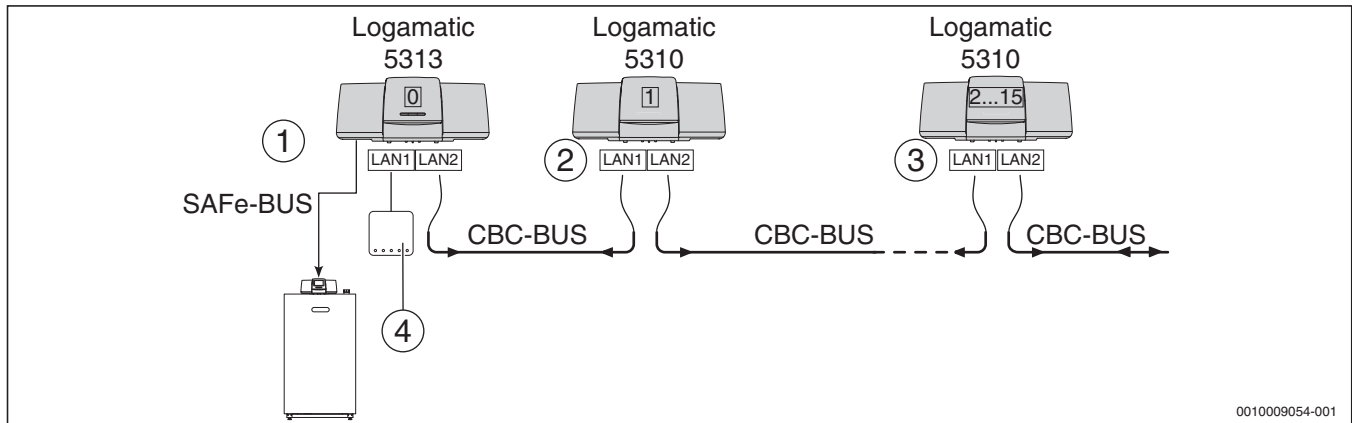 Logamatic
5313
Logamatic
5310
Logamatic
5310
0
1
2...15
1
LAN1 LAN2
2
LAN1 LAN2
3
LAN1 LAN2
SAFe-BUS
CBC-BUS
CBC-BUS
CBC-BUS
4
0010009054-001